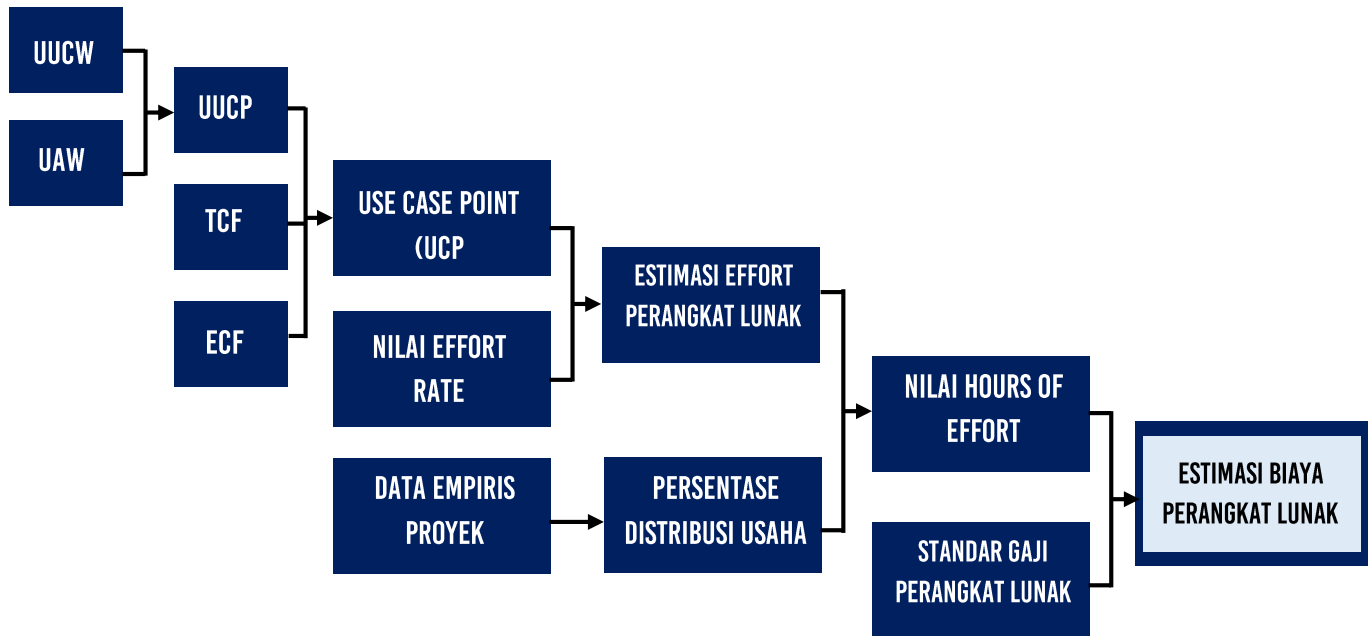 UUCW
UAW
UUCP
TCF
ECF
USE CASE POINT
(UCP
NILAI EFFORT
RATE
DATA EMPIRIS
PROYEK
ESTIMASI EFFORT
PERANGKAT LUNAK
PERSENTASE
DISTRIBUSI USAHA
NILAI HOURS OF
EFFORT
STANDAR GAJI
PERANGKAT LUNAK
ESTIMASI BIAYA
PERANGKAT LUNAK